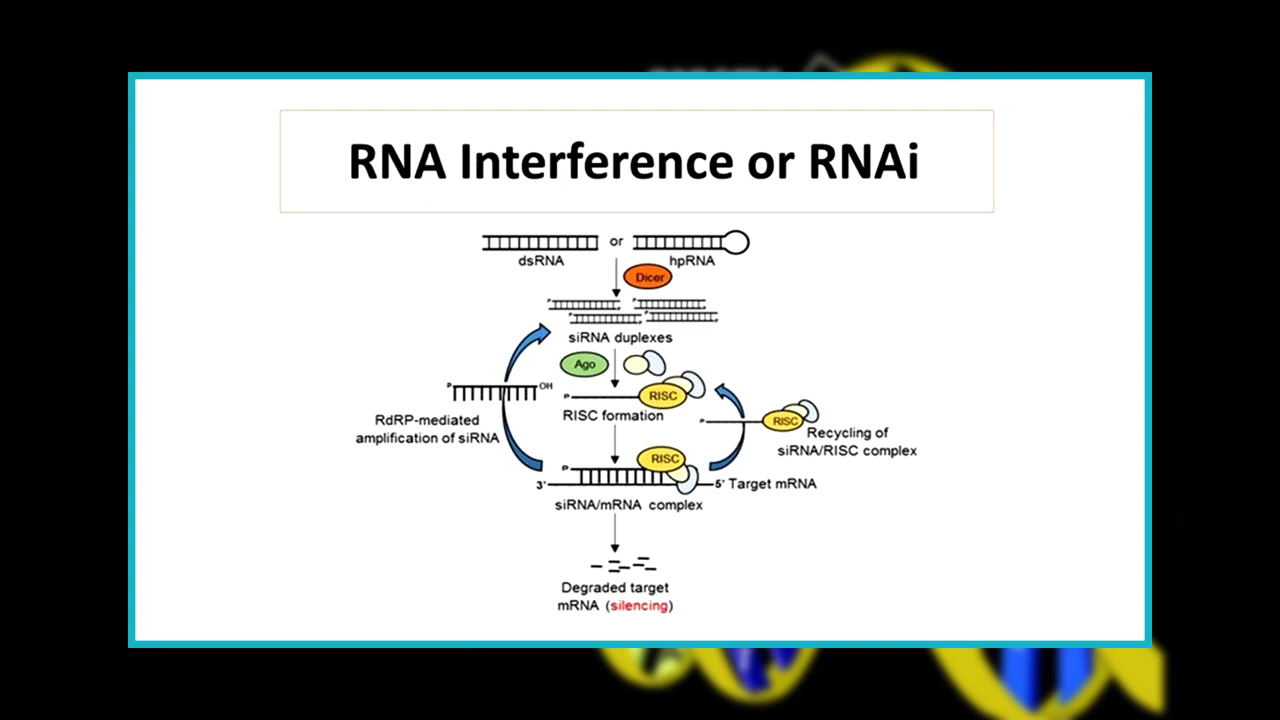 RNA Interference or RNAi
or
dsRNA
hpRNA
Dicer
P
P
P
P
siRNA duplexes
Ago
P
OH
P
RISC
RISC formation
RdRP-mediated
amplification of siRNA
P
RISC
Recycling of
siRNA/RISC complex
P
RISC
3'
5' Target mRNA
siRNA/mRNA complex
Degraded target
mRNA (silencing)